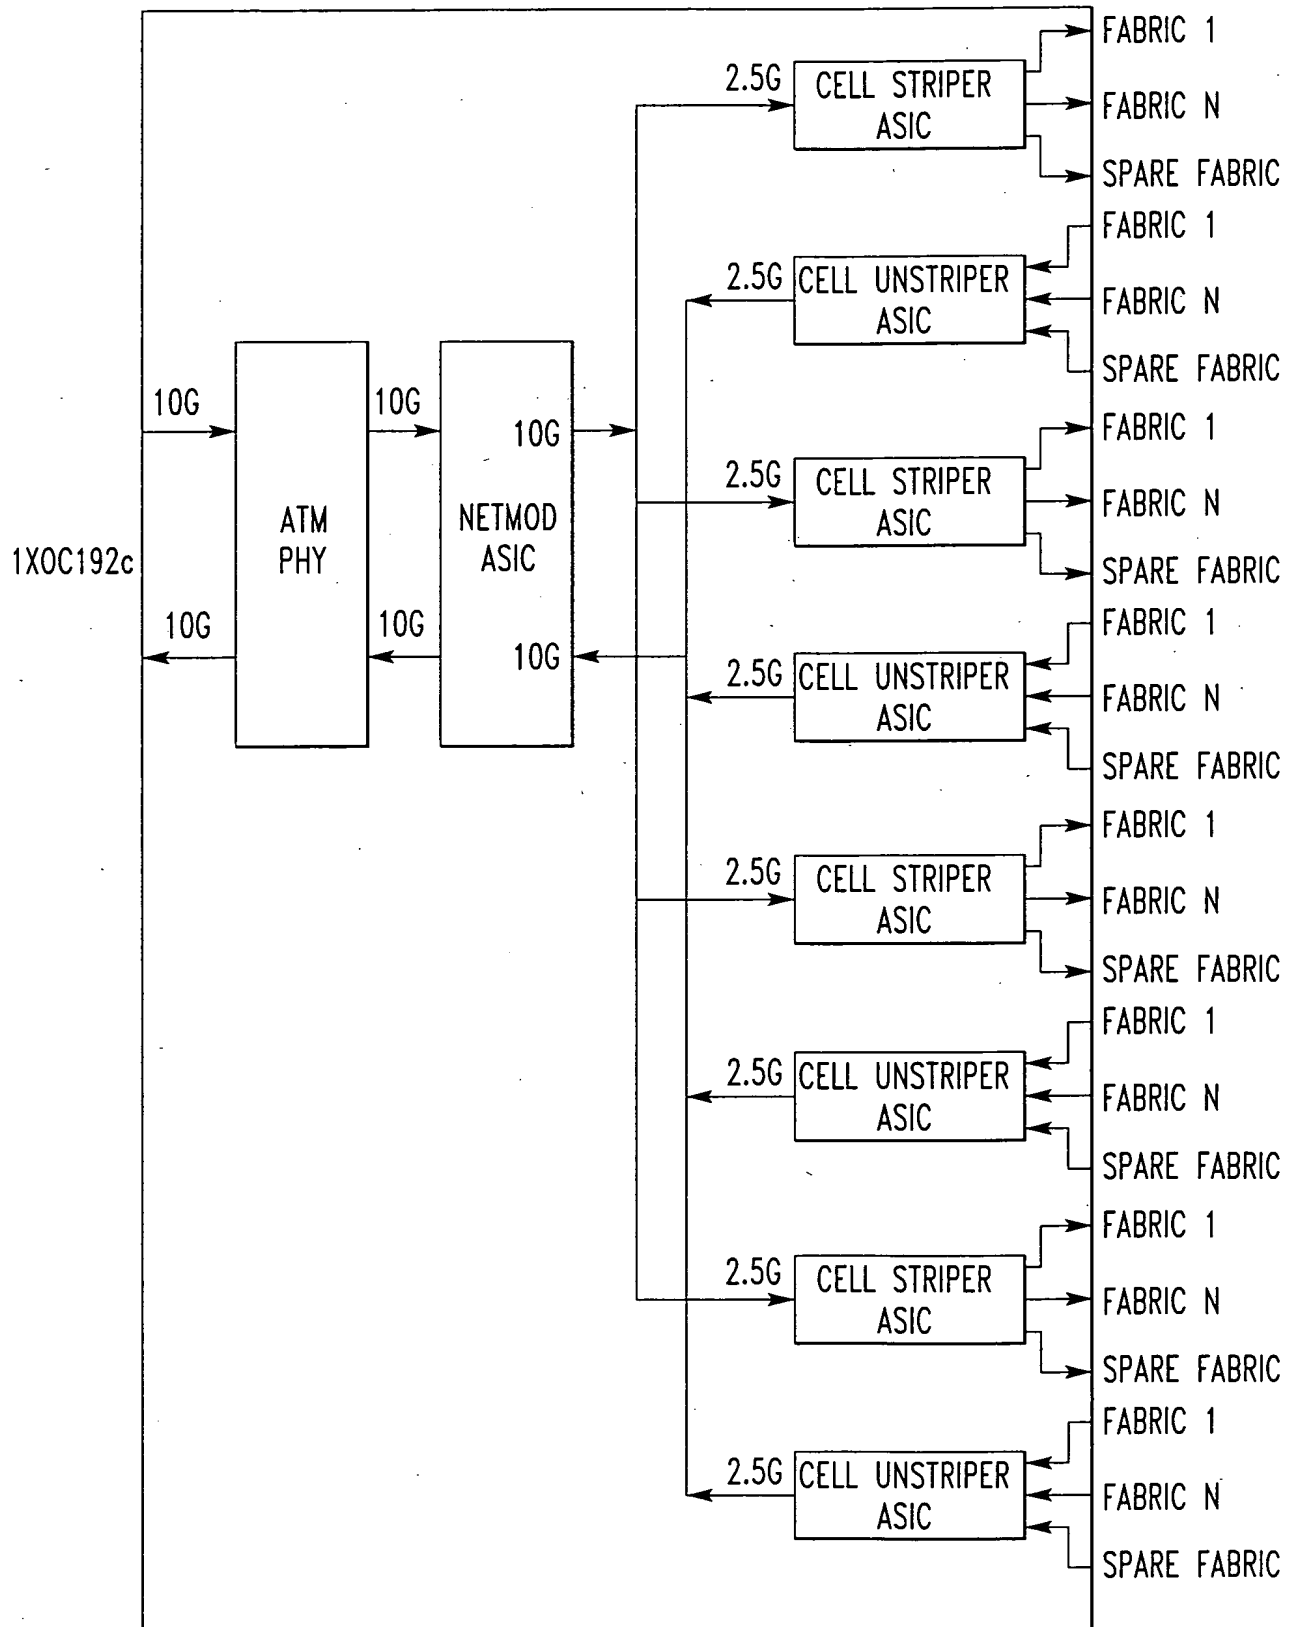 FABRIC 1
2.5G
CELL STRIPER
ASIC
FABRIC N
SPARE FABRIC
FABRIC 1
2.5G
CELL UNSTRIPER
ASIC
FABRIC N
SPARE FABRIC
10G
10G
10G
FABRIC 1
2.5G
CELL STRIPER
ASIC
FABRIC N
SPARE FABRIC
1XOC192c
ATM
PHY
NETMOD
ASIC
10G
10G
10G
FABRIC 1
2.5G
CELL UNSTRIPER
ASIC
FABRIC N
SPARE FABRIC
FABRIC 1
2.5G
CELL STRIPER
ASIC
FABRIC N
SPARE FABRIC
FABRIC 1
2.5G
CELL UNSTRIPER
ASIC
FABRIC N
SPARE FABRIC
FABRIC 1
2.5G
CELL STRIPER
ASIC
FABRIC N
SPARE FABRIC
FABRIC 1
2.5G
CELL UNSTRIPER
ASIC
FABRIC N
SPARE FABRIC